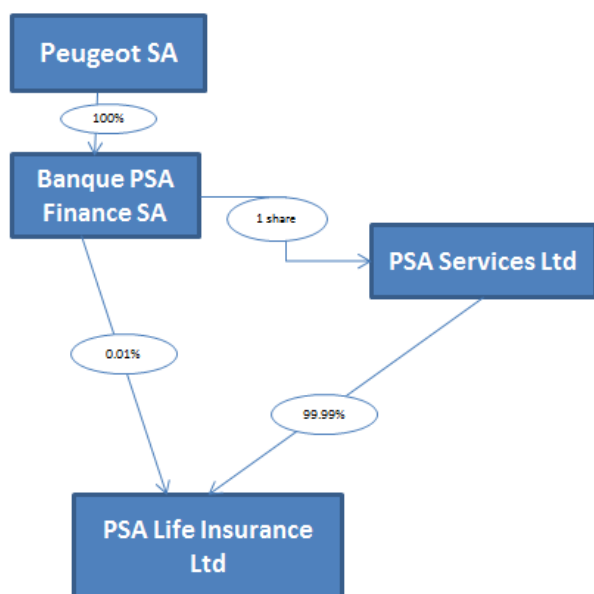 Peugeot SA
100%
Banque PSA
Finance SA
1 share
PSA Services Ltd
0.01%
99.99%
PSA Life Insurance
Ltd